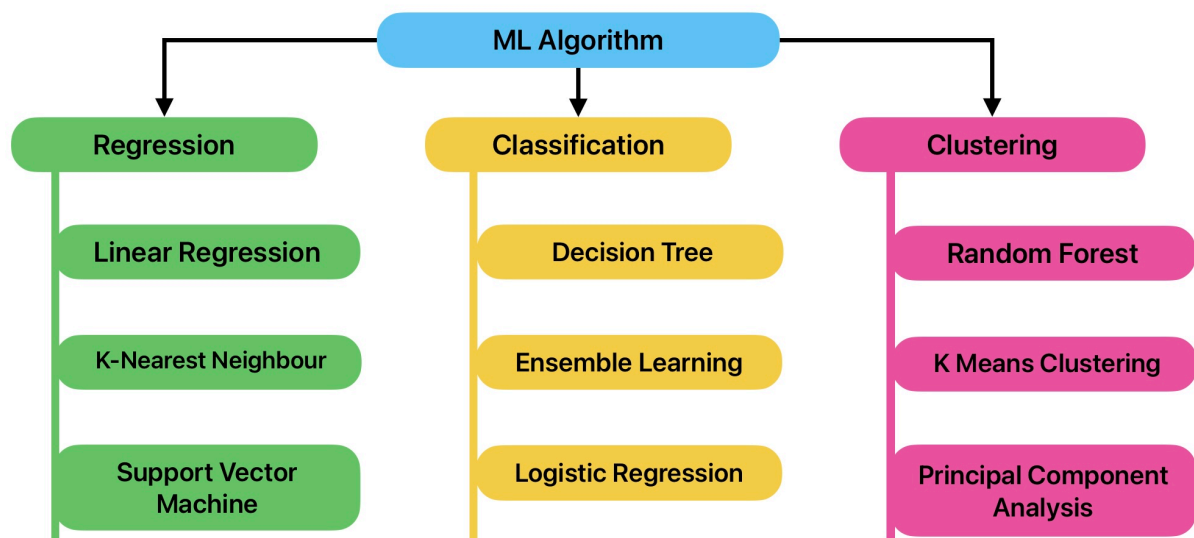 ML Algorithm
Regression
Classification
Clustering
Linear Regression
Decision Tree
Random Forest
K-Nearest Neighbour
Ensemble Learning
K Means Clustering
Support Vector
Machine
Logistic Regression
Principal Component
Analysis